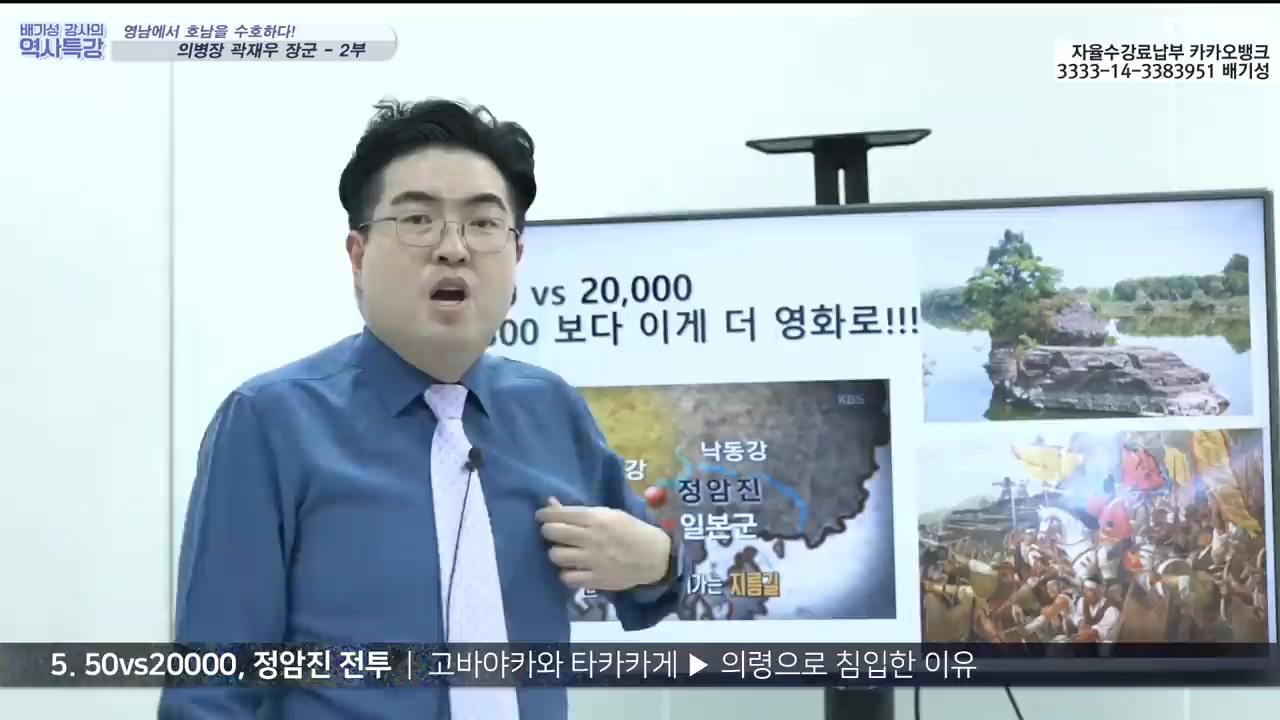 배기성 강사의
역사특강
영남에서 호남을 수호하다!
의병장 곽재우 장군 - 2부
자율수강료납부 카카오뱅크
3333-14-3383951 배기성
vs 20,000
보다 이게 더 영화로!!!
KBS
낙동강
강
정암진
일본군
가는 지름길
5. 50vs20000, 정암진 전투 | 고바야카와 타카카게 ▶ 의령으로 침입한 이유